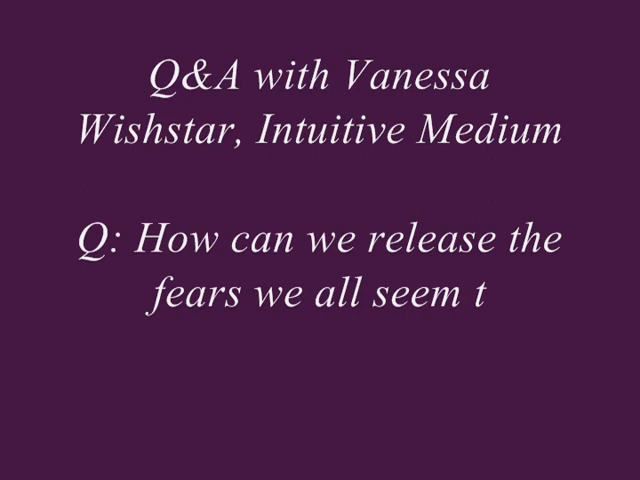 Q&A with Vanessa
Wishstar, Intuitive Medium
Q: How can we release the
fears we all seem t